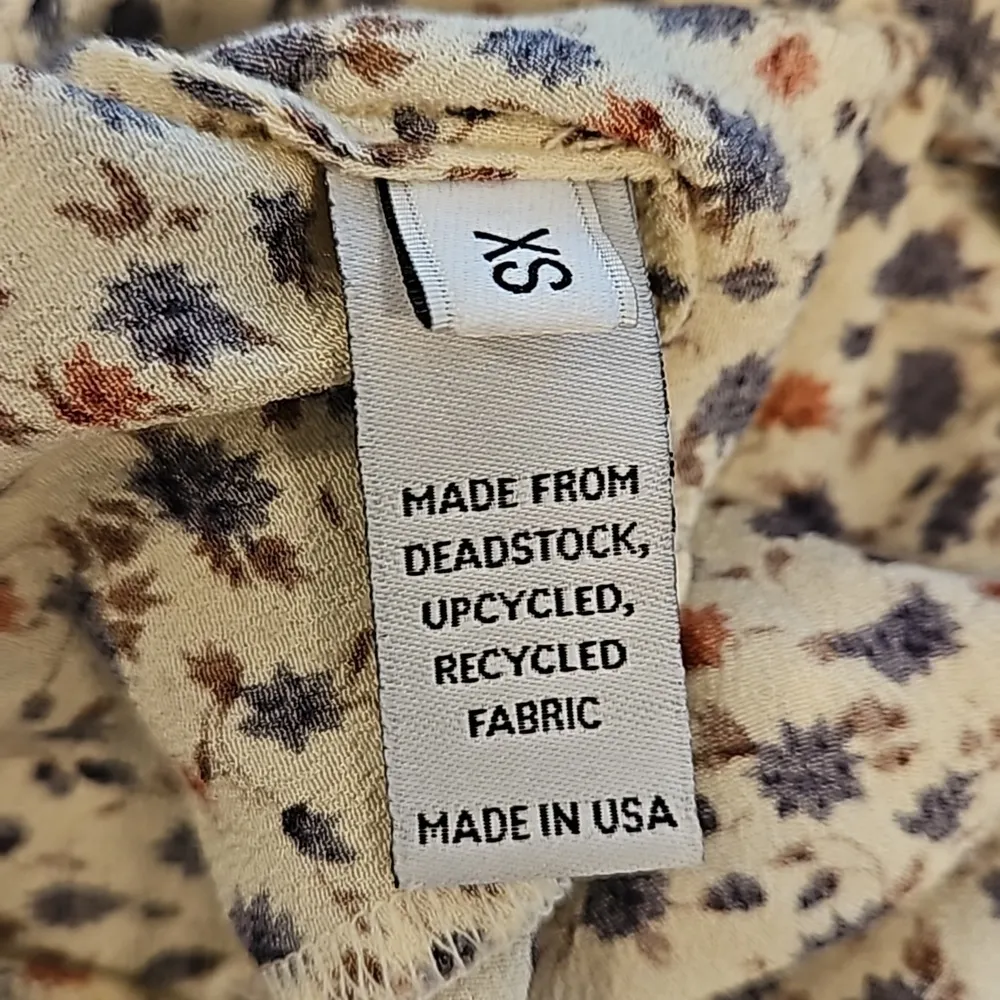 XS
MADE FROM
DEADSTOCK,
UPCYCLED,
RECYCLED
FABRIC
MADE IN USA